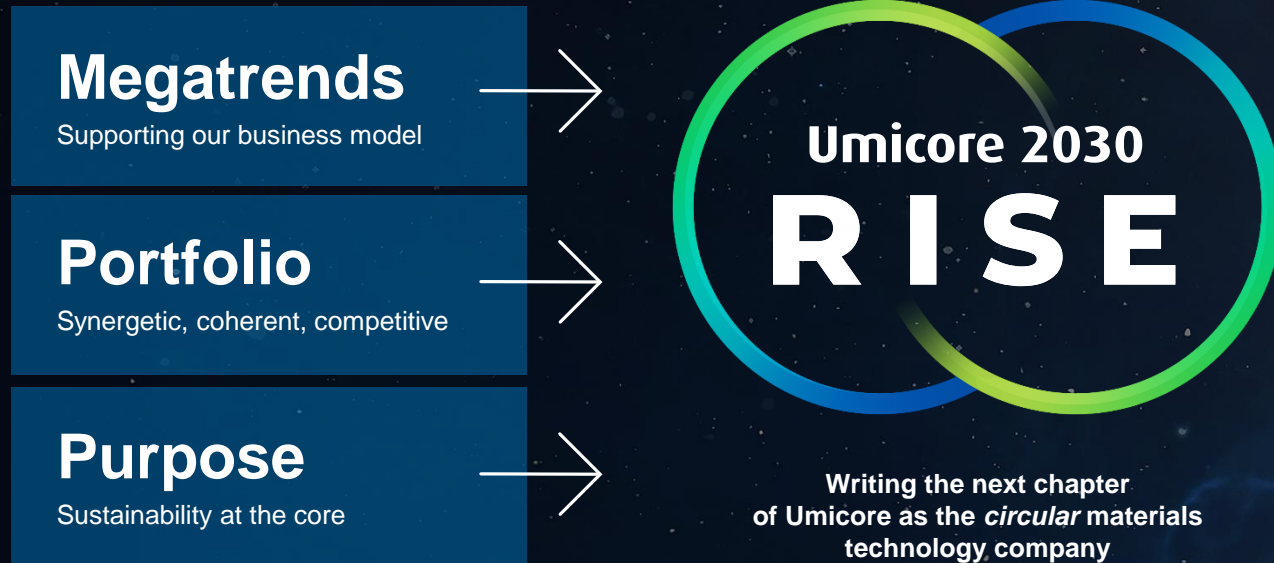 Megatrends
Supporting our business model
Portfolio
Synergetic, coherent, competitive
Purpose
Sustainability at the core
Umicore 2030
RISE
Writing the next chapter
of Umicore as the circular materials
technology company